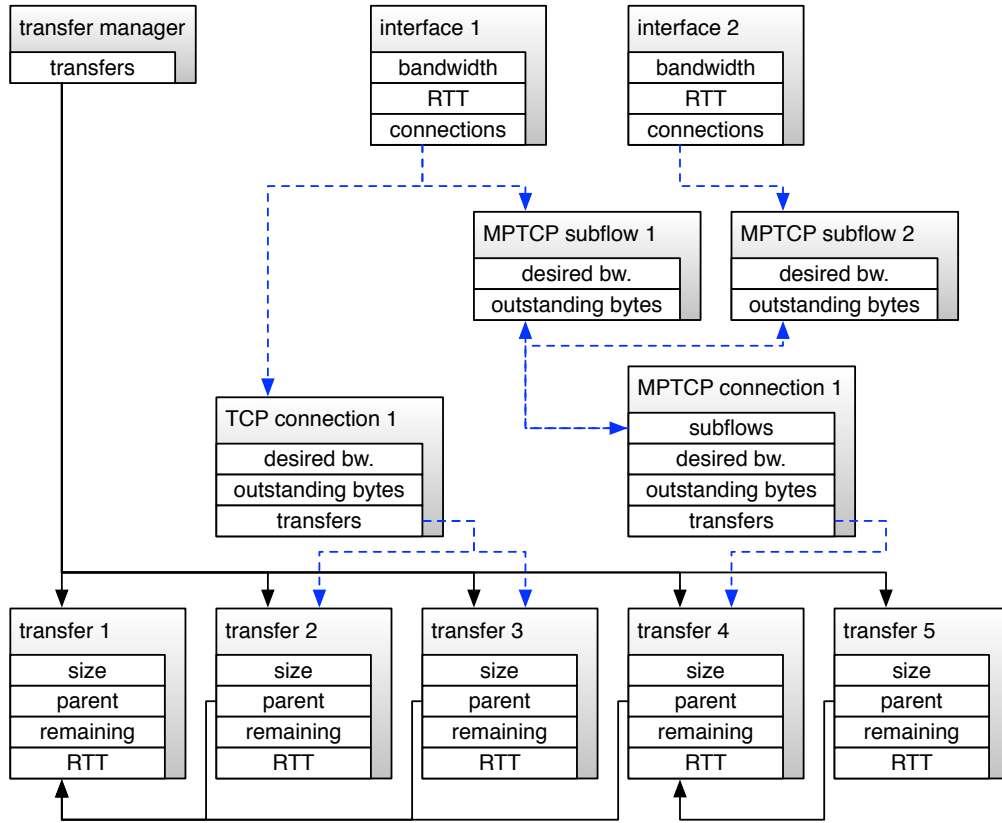 transfer manager
transfers
interface 1
bandwidth
RTT
connections
interface 2
bandwidth
RTT
connections
MPTCP subflow 1
desired bw.
outstanding bytes
MPTCP subflow 2
desired bw.
outstanding bytes
TCP connection 1
desired bw.
outstanding bytes
transfers
MPTCP connection 1
subflows
desired bw.
outstanding bytes
transfers
transfer 1
size
parent
remaining
RTT
transfer 2
size
parent
remaining
RTT
transfer 3
size
parent
remaining
RTT
transfer 4
size
parent
remaining
RTT
transfer 5
size
parent
remaining
RTT